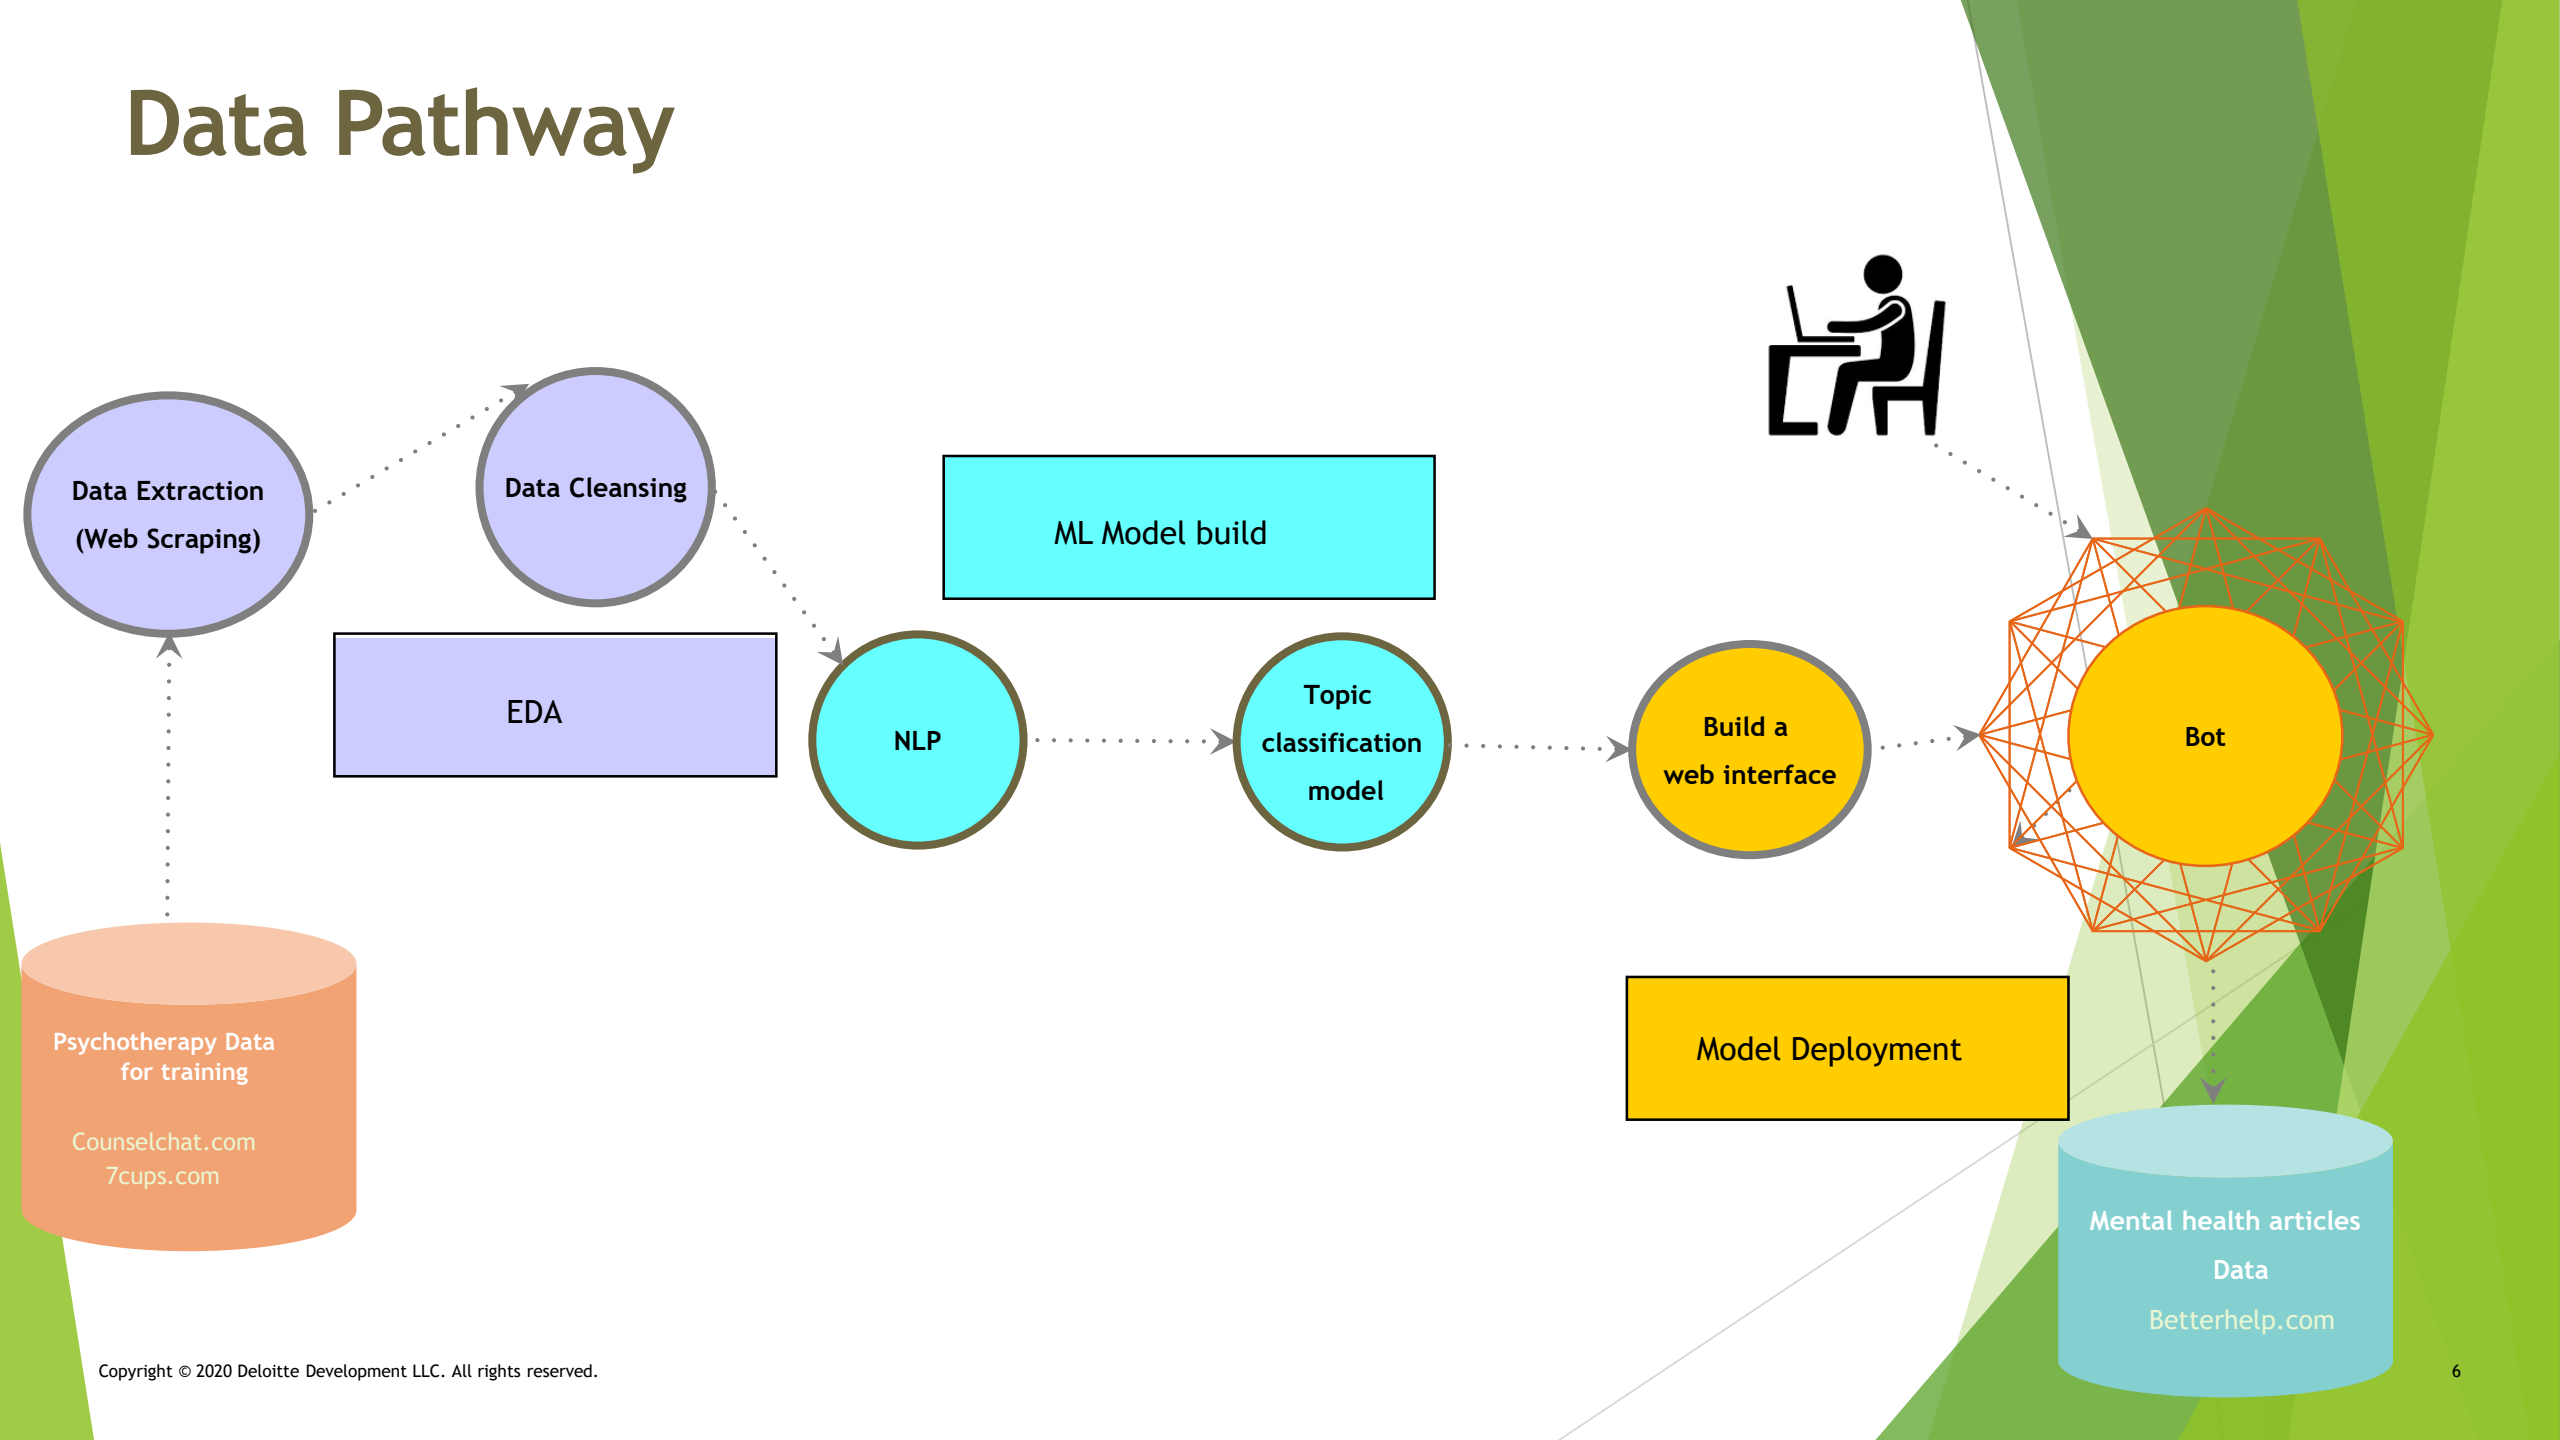 Data Pathway
Data Extraction
(Web Scraping)
Data Cleansing
ML Model build
EDA
NLP
Topic
classification
model
Build a
web interface
Bot
Psychotherapy Data
for training
Counselchat.com
7cups.com
Model Deployment
Mental health articles
Data
Betterhelp.com
Copyright © 2020 Deloitte Development LLC. All rights reserved.
6